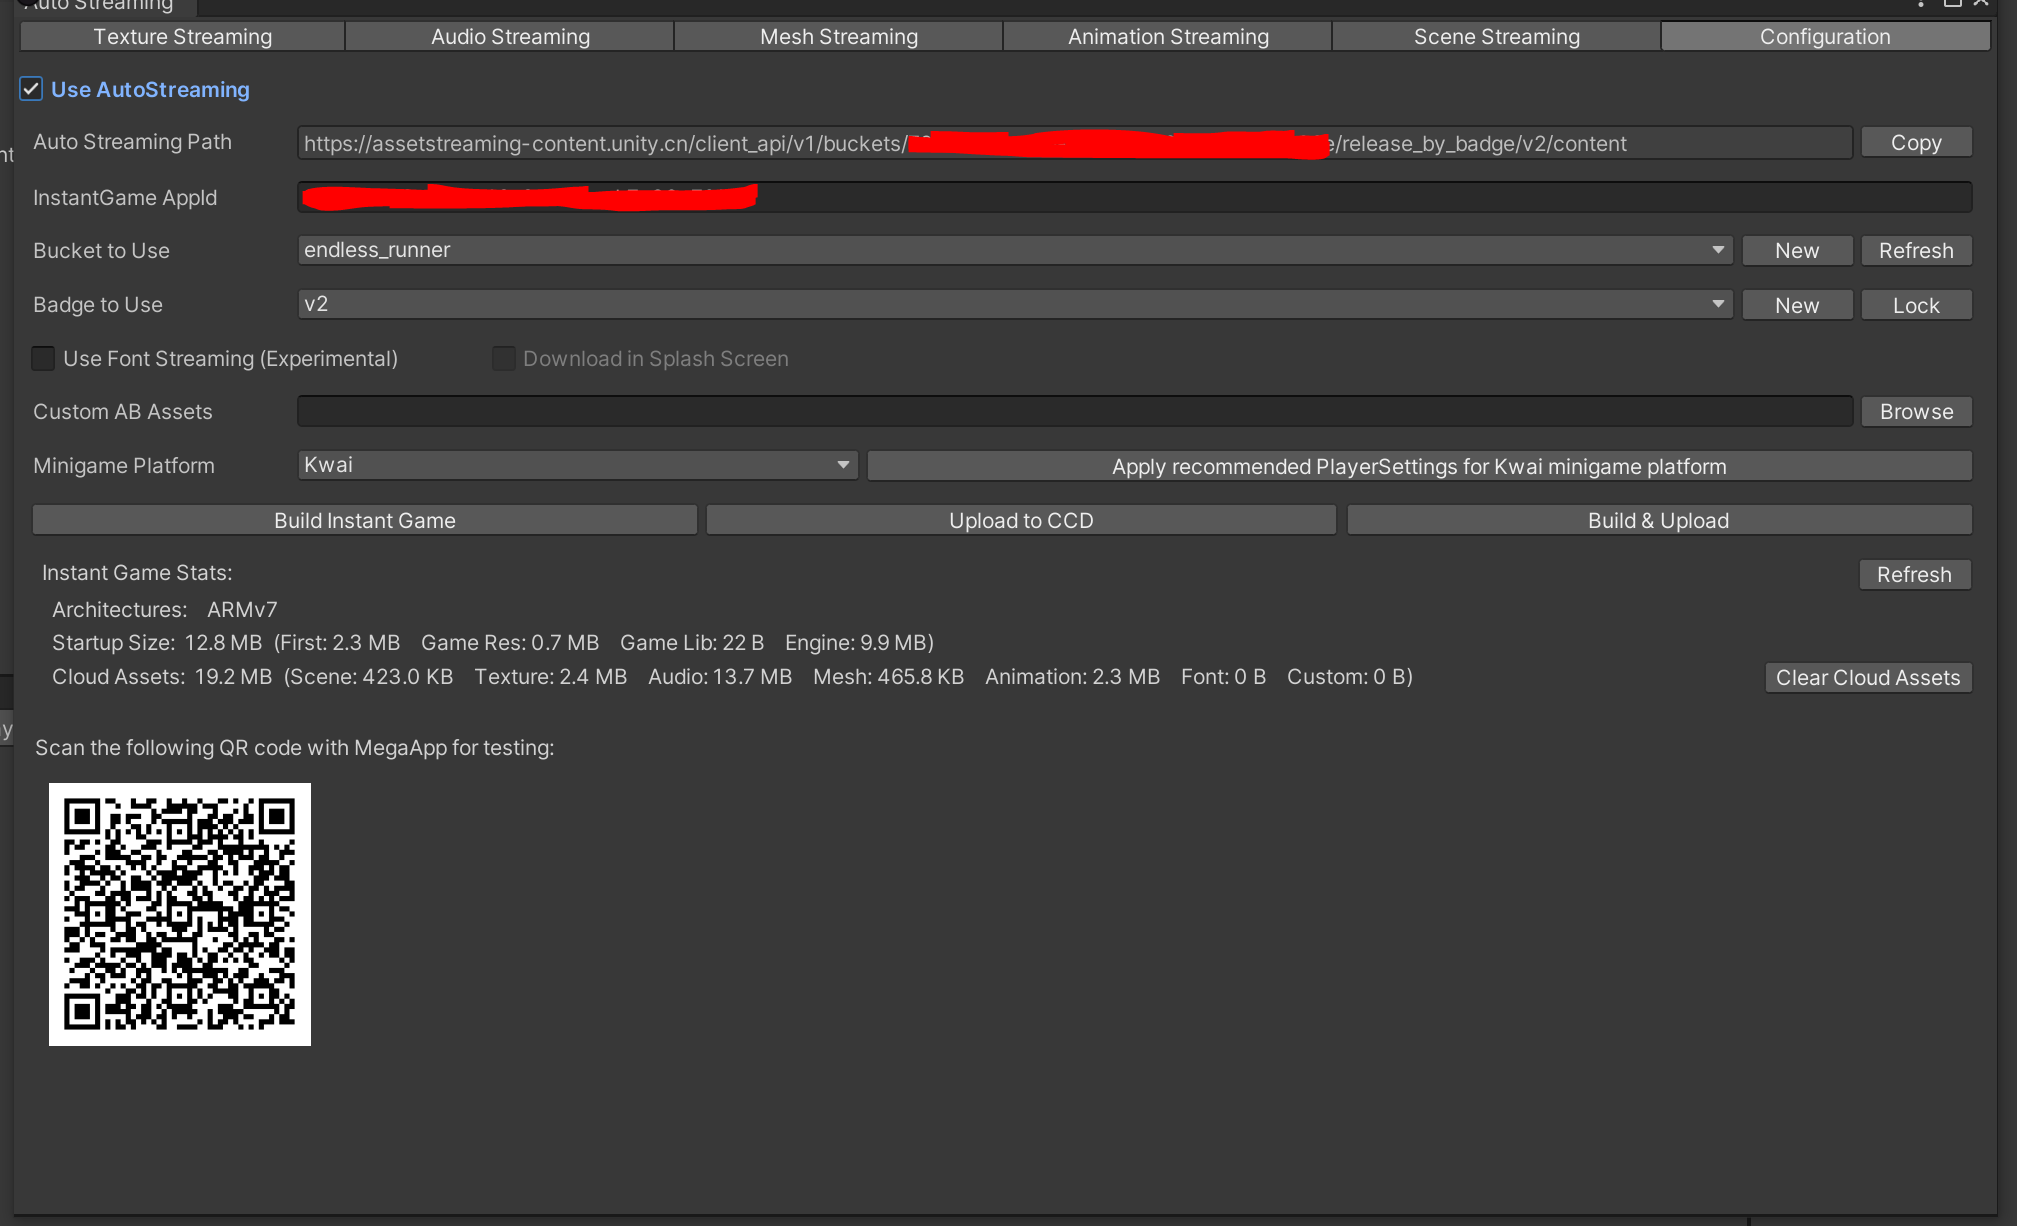 Auto Streaming
Texture Streaming Audio Streaming Mesh Streaming Animation Streaming Scene Streaming Configuration
Use AutoStreaming
Auto Streaming Path https://assetstreaming-content.unity.cn/client_api/v1/buckets/ e/release_by_badge/v2/content Copy
InstantGame AppId
Bucket to Use endless_runner New Refresh
Badge to Use v2 New Lock
Use Font Streaming (Experimental) Download in Splash Screen
Custom AB Assets Browse
Minigame Platform Kwai Apply recommended PlayerSettings for Kwai minigame platform
Build Instant Game Upload to CCD Build & Upload
Instant Game Stats: Refresh
Architectures: ARMv7
Startup Size: 12.8 MB (First: 2.3 MB Game Res: 0.7 MB Game Lib: 22 B Engine: 9.9 MB)
Cloud Assets: 19.2 MB (Scene: 423.0 KB Texture: 2.4 MB Audio: 13.7 MB Mesh: 465.8 KB Animation: 2.3 MB Font: 0 B Custom: 0 B) Clear Cloud Assets
Scan the following QR code with MegaApp for testing: